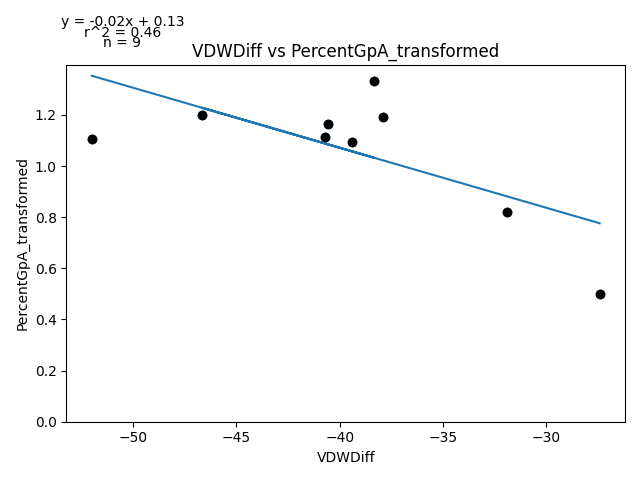 y = -0.02x + 0.13
r^2 = 0.46
n = 9
VDWDiff vs PercentGpA_transformed
PercentGpA_transformed
1.2
1.0
0.8
0.6
0.4
0.2
0.0
−50
−45
−40
−35
−30
VDWDiff